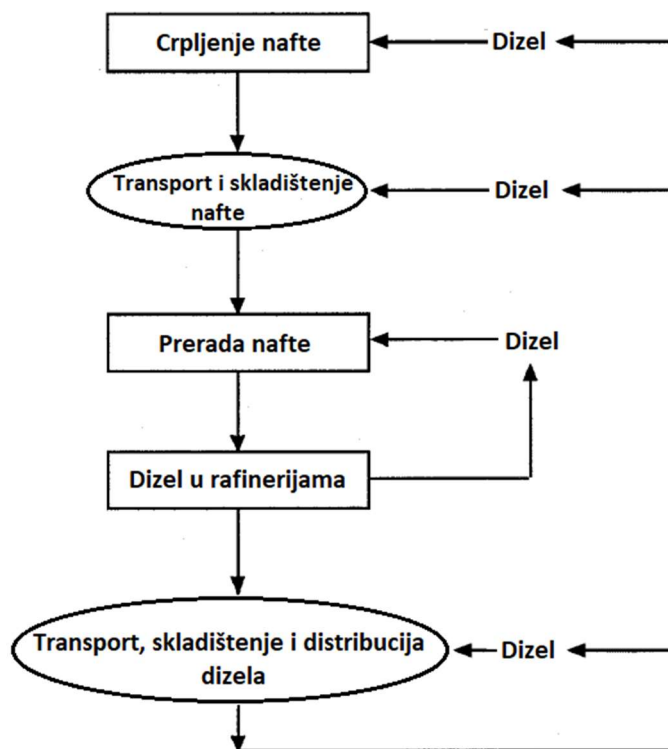 Crpljenje nafte
Dizel
Transport i skladištenje
nafte
Dizel
Prerada nafte
Dizel
Dizel u rafinerijama
Transport, skladištenje i distribucija
dizela
Dizel